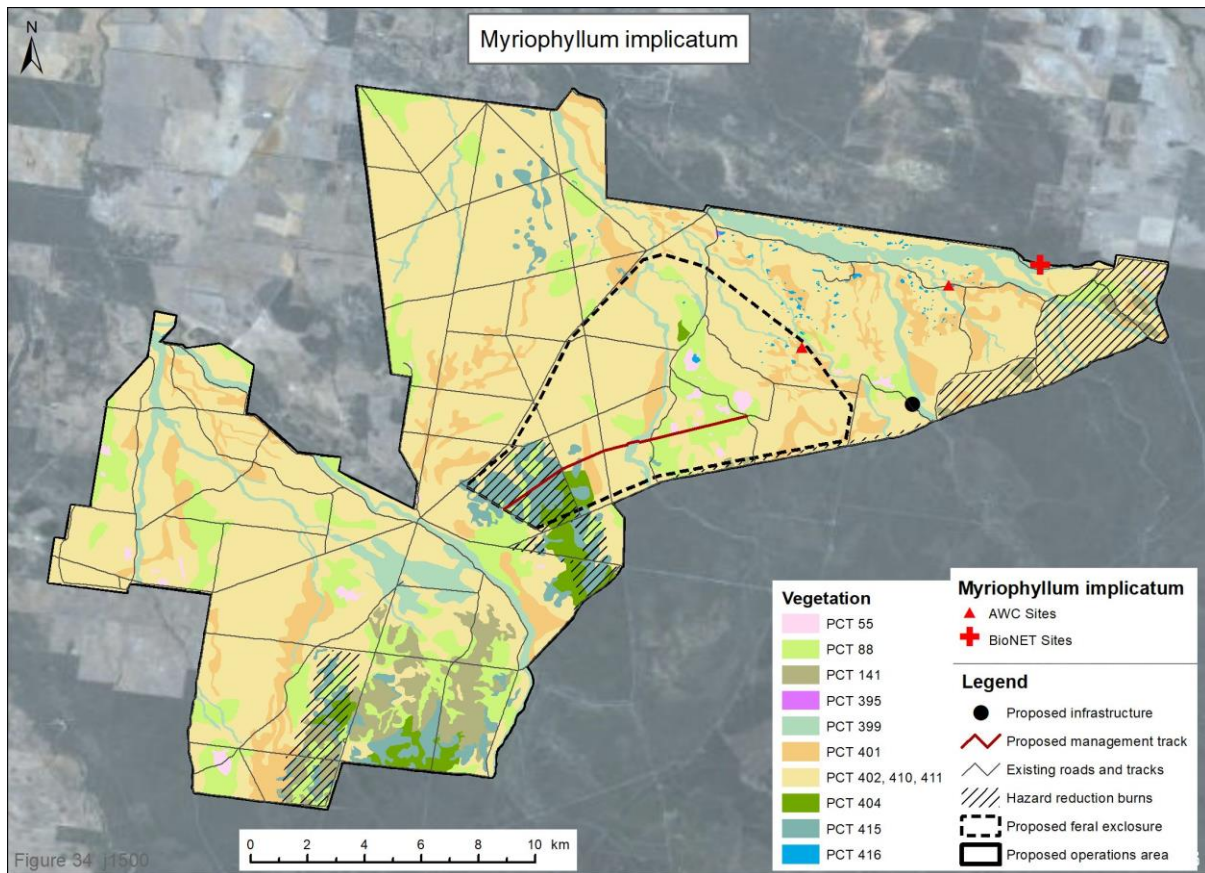 N
Myriophyllum implicatum
Vegetation
PCT 55
PCT 88
PCT 141
PCT 395
PCT 399
PCT 401
PCT 402, 410, 411
PCT 404
PCT 415
PCT 416
Myriophyllum implicatum
AWC Sites
BioNET Sites
Legend
Proposed infrastructure
Proposed management track
Existing roads and tracks
Hazard reduction burns
Proposed feral exclosure
Proposed operations area
0 2 4 6 8 10 km
Figure 34 j1500